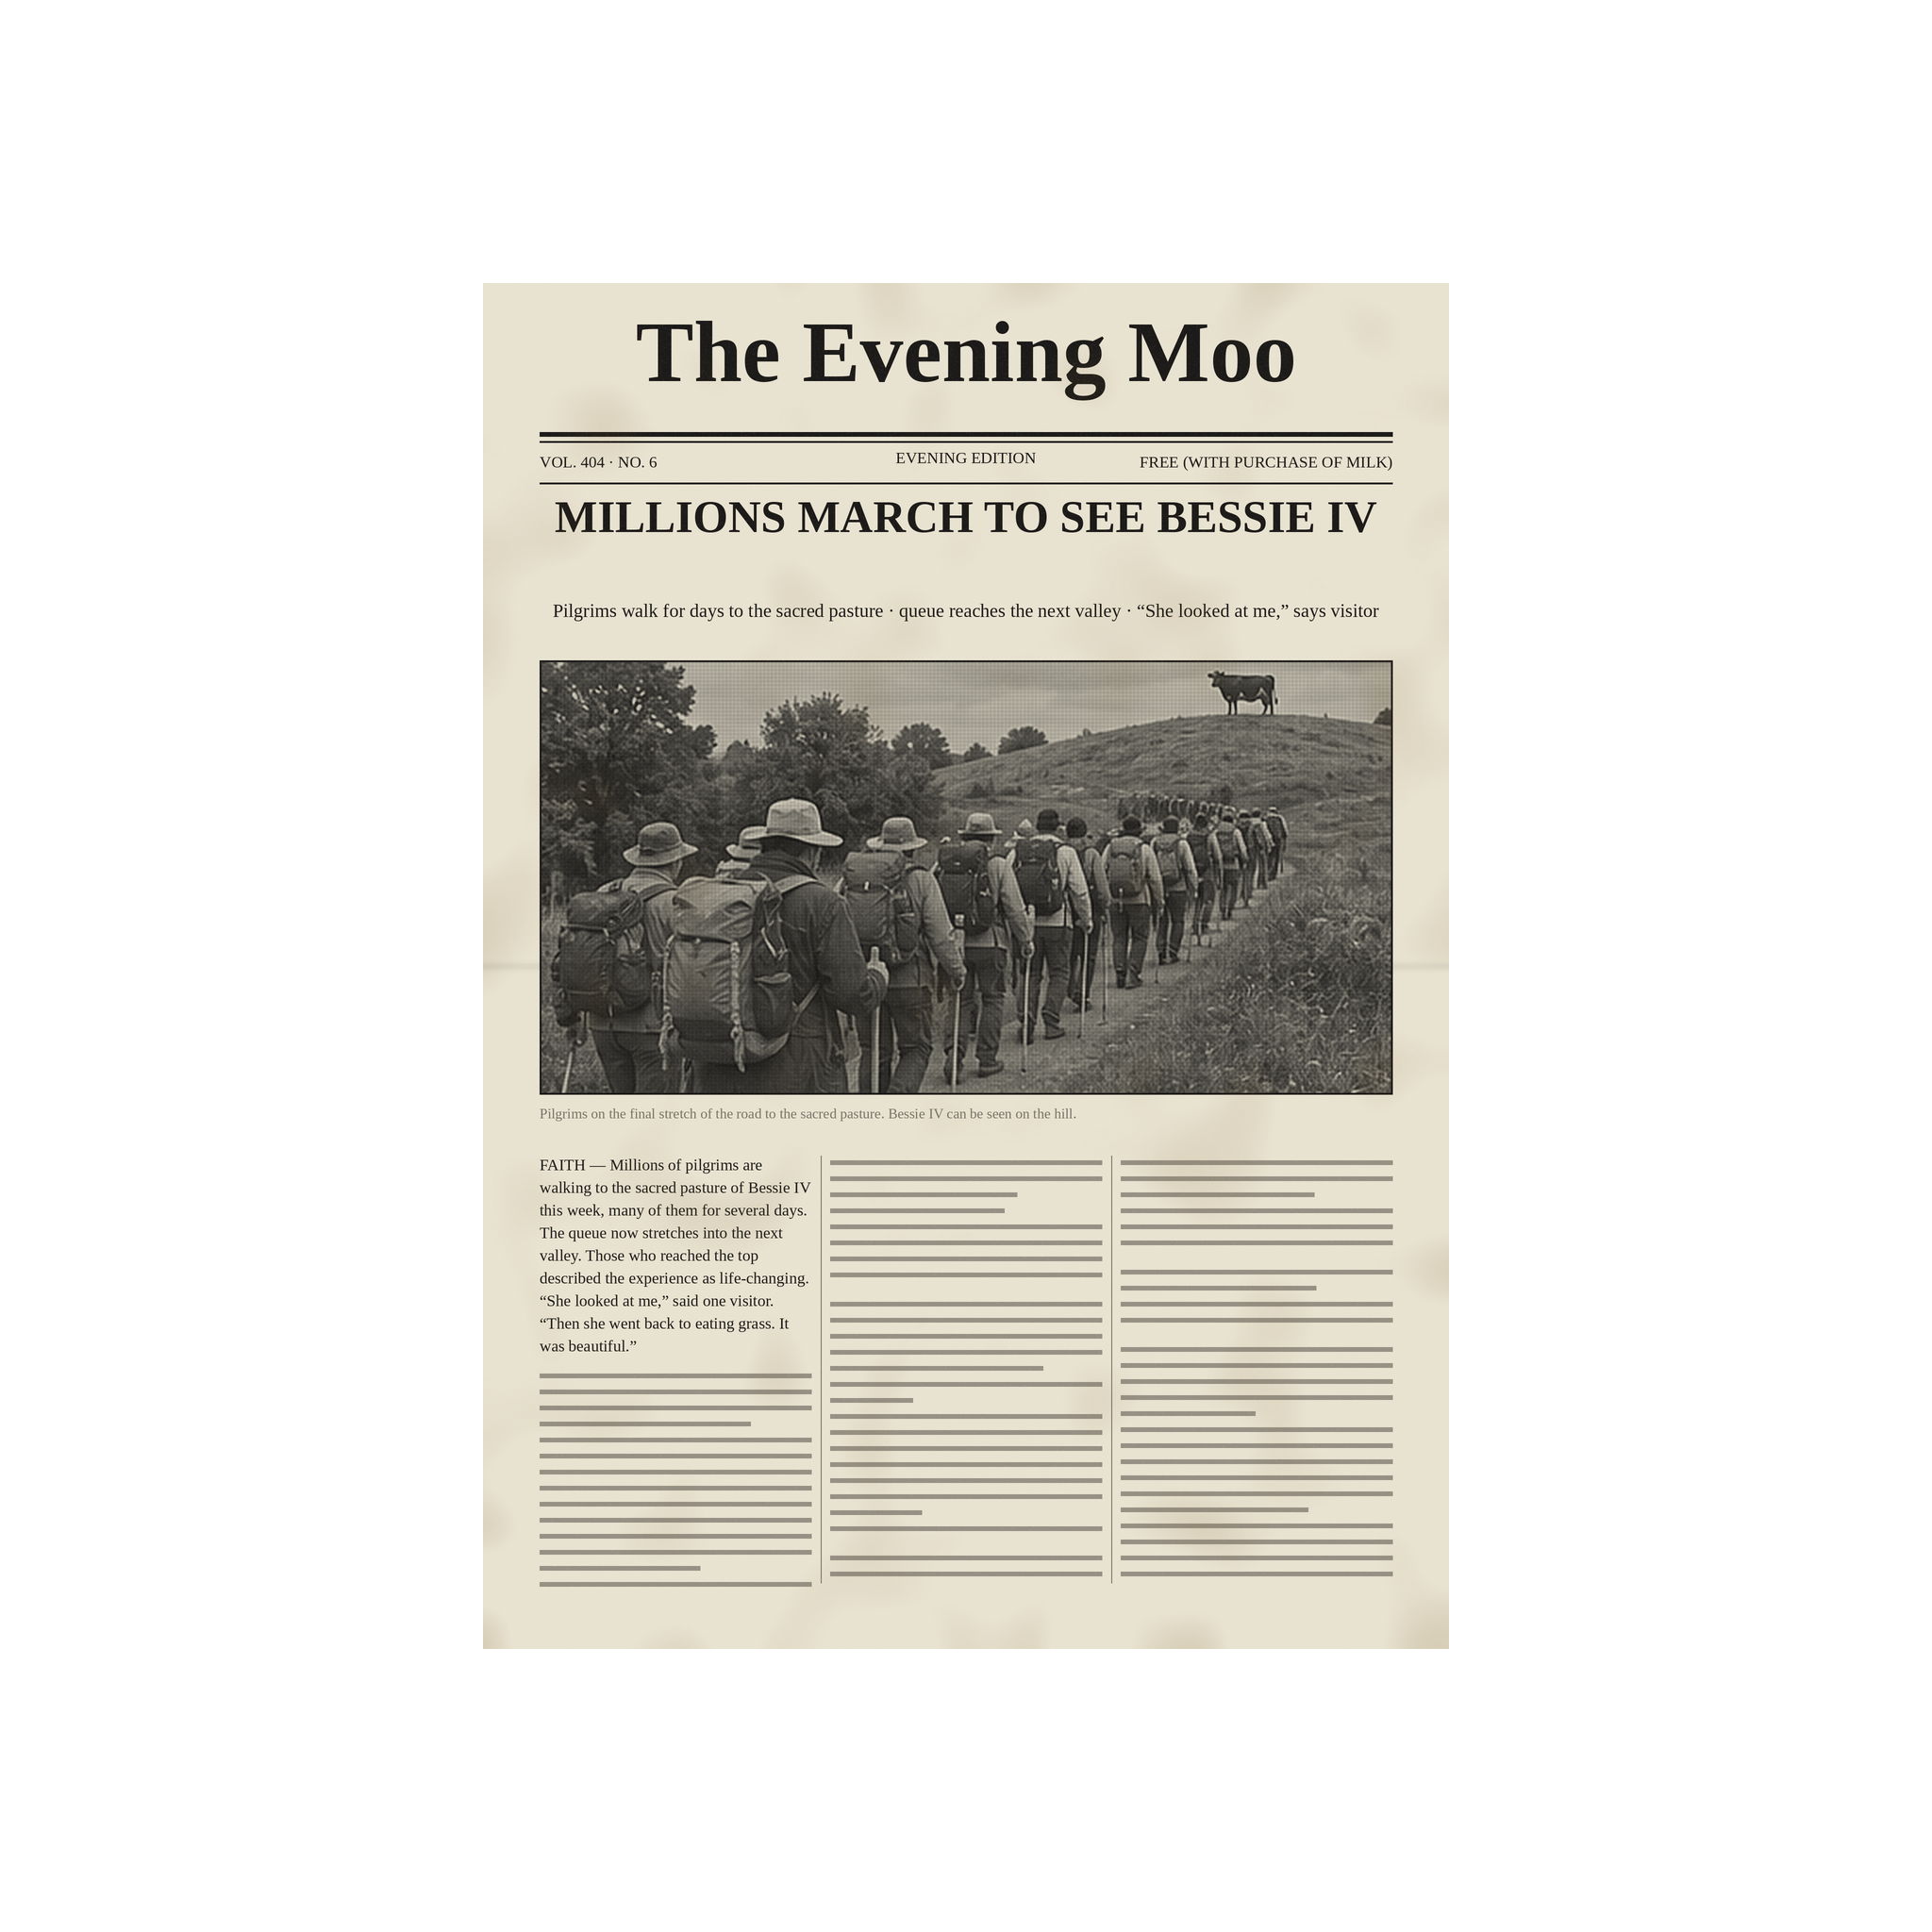 The Evening Moo
VOL. 404 · NO. 6
EVENING EDITION
FREE (WITH PURCHASE OF MILK)
MILLIONS MARCH TO SEE BESSIE IV
Pilgrims walk for days to the sacred pasture · queue reaches the next valley · “She looked at me,” says visitor
Pilgrims on the final stretch of the road to the sacred pasture. Bessie IV can be seen on the hill.
FAITH — Millions of pilgrims are
walking to the sacred pasture of Bessie IV
this week, many of them for several days.
The queue now stretches into the next
valley. Those who reached the top
described the experience as life-changing.
“She looked at me,” said one visitor.
“Then she went back to eating grass. It
was beautiful.”